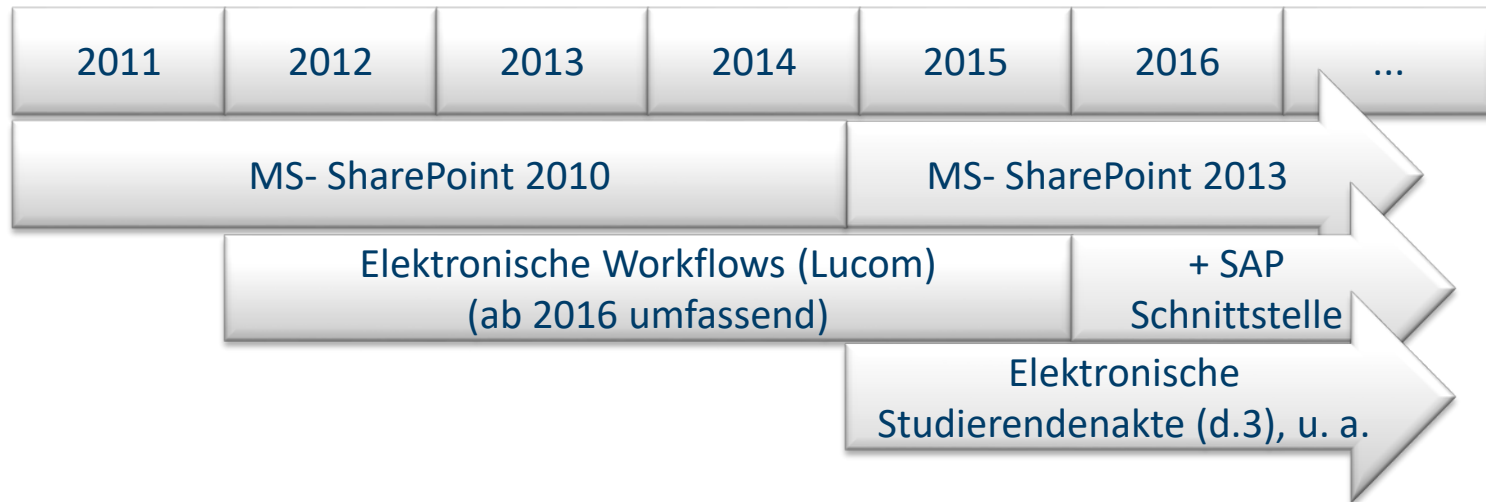 2011 2012 2013 2014 2015 2016 ...
MS- SharePoint 2010 MS- SharePoint 2013
Elektronische Workflows (Lucom)
(ab 2016 umfassend)
+ SAP
Schnittstelle
Elektronische
Studierendenakte (d.3), u. a.